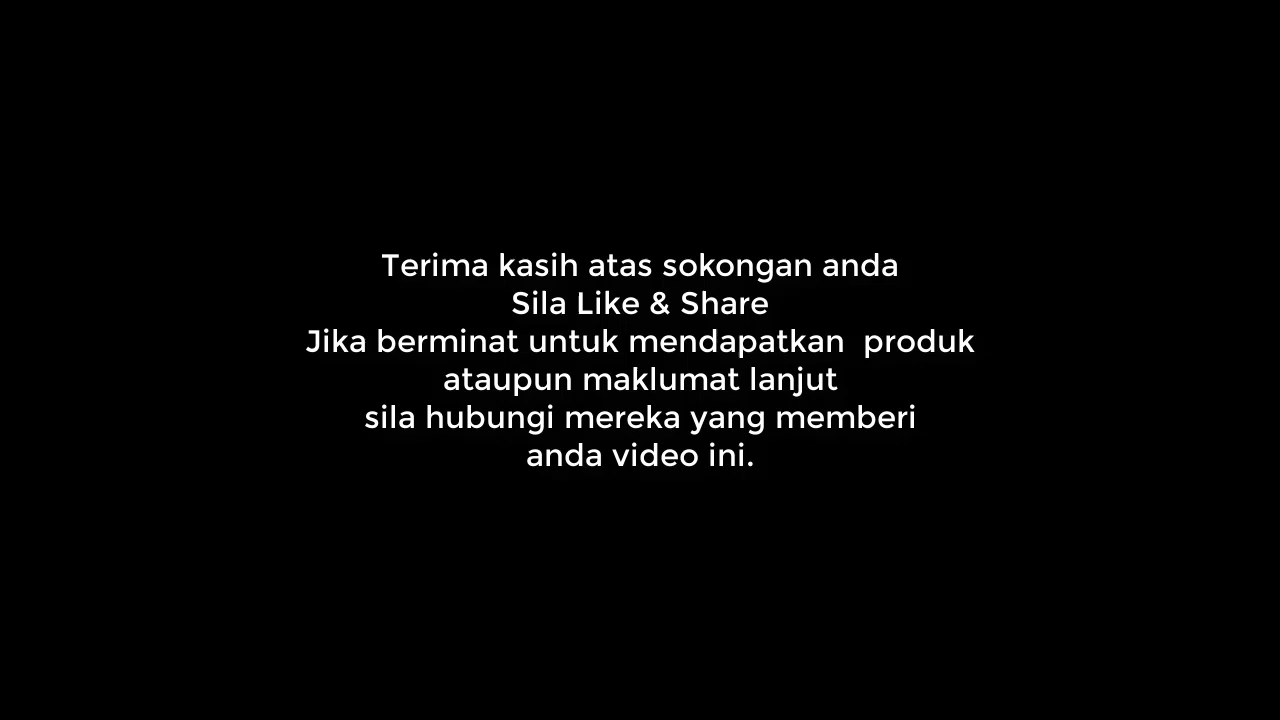 Terima kasih atas sokongan anda
Sila Like & Share
Jika berminat untuk mendapatkan  produk
ataupun maklumat lanjut
sila hubungi mereka yang memberi
anda video ini.